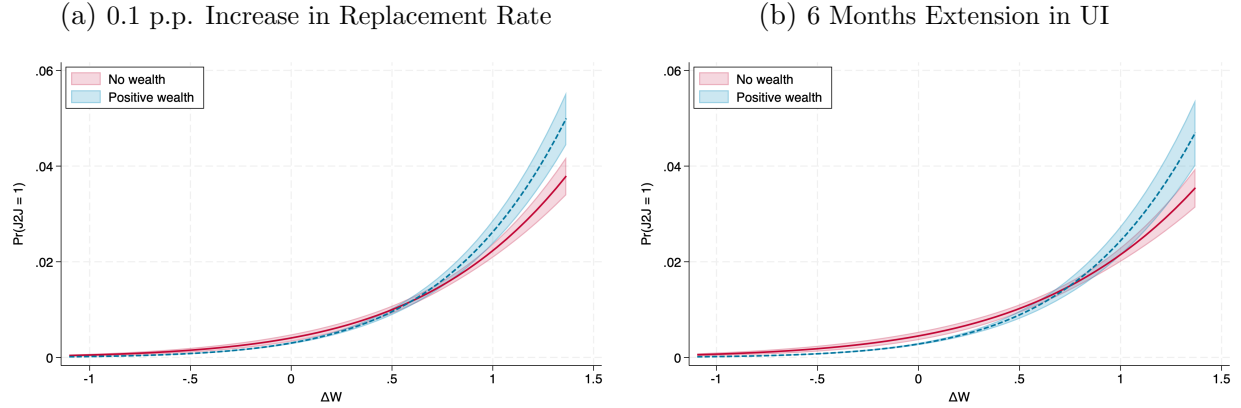 (a) 0.1 p.p. Increase in Replacement Rate
No wealth
Positive wealth
.06
.04
.02
0
Pr(J2J = 1)
-1 -.5 0 .5 1 1.5
ΔW
(b) 6 Months Extension in UI
No wealth
Positive wealth
.06
.04
.02
0
Pr(J2J = 1)
-1 -.5 0 .5 1 1.5
ΔW